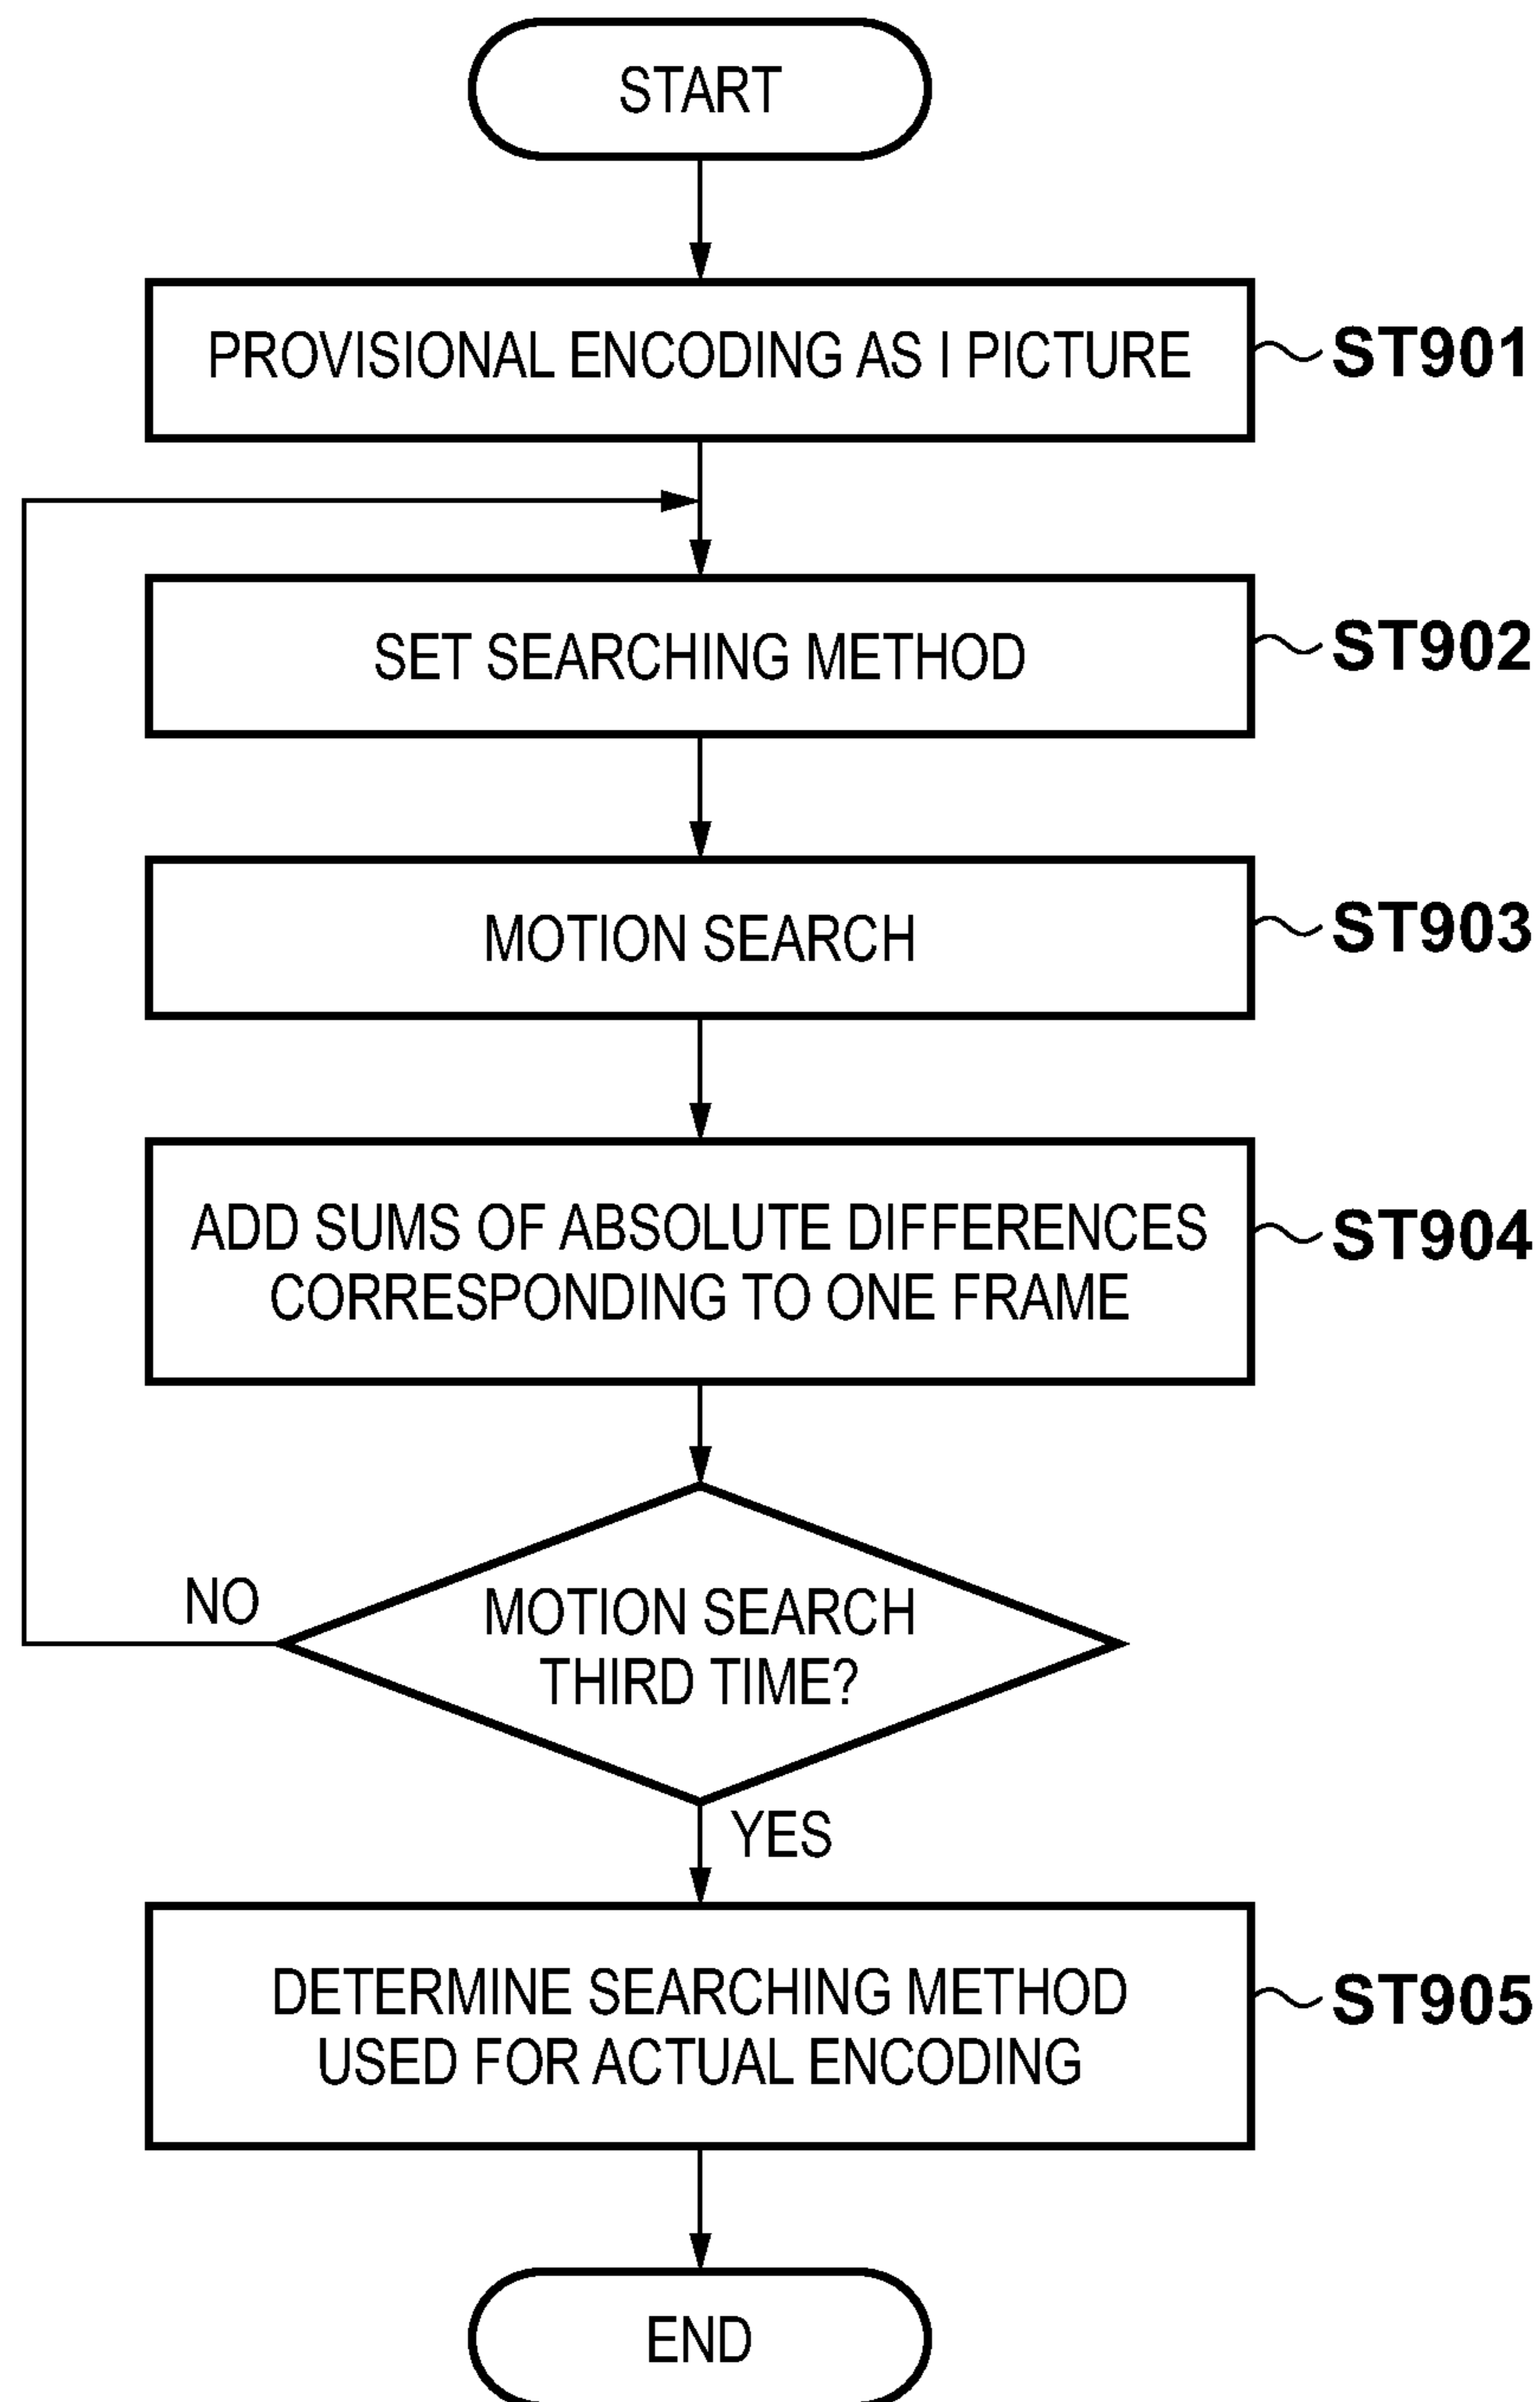 START
PROVISIONAL ENCODING AS I PICTURE
ST901
SET SEARCHING METHOD
ST902
MOTION SEARCH
ST903
ADD SUMS OF ABSOLUTE DIFFERENCES
CORRESPONDING TO ONE FRAME
ST904
MOTION SEARCH
THIRD TIME?
NO
YES
DETERMINE SEARCHING METHOD
USED FOR ACTUAL ENCODING
ST905
END